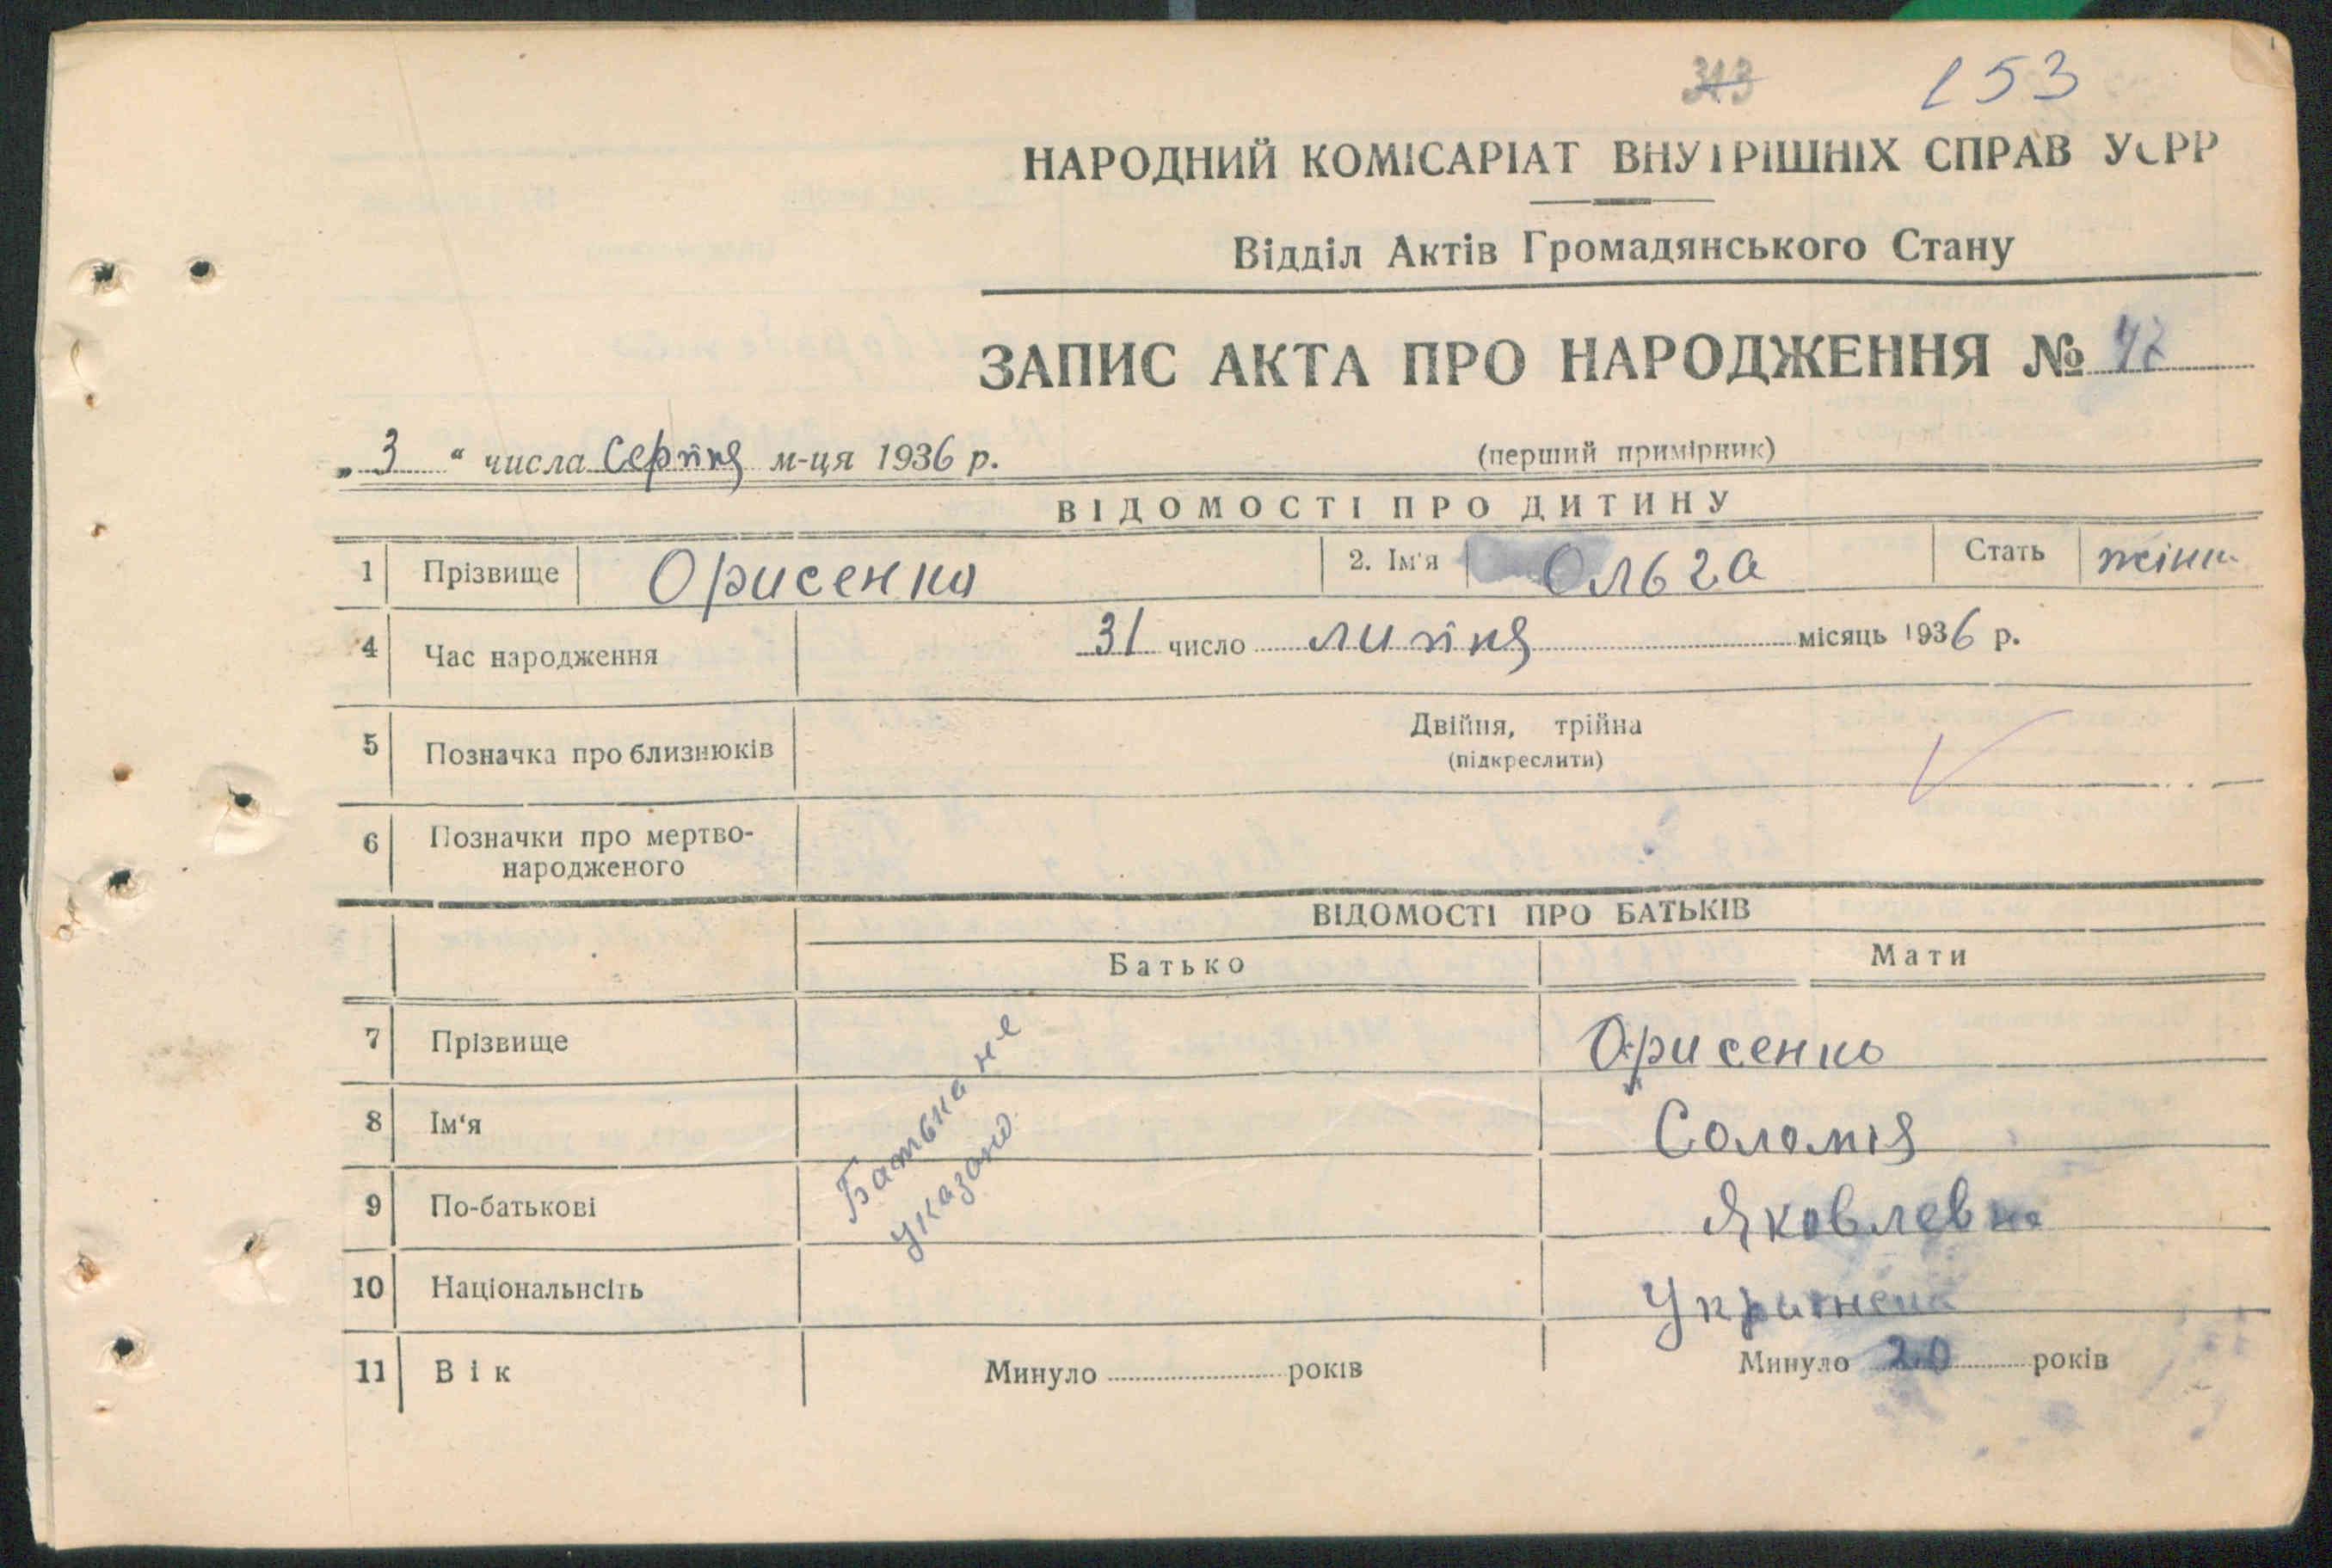 313 153
НАРОДНИЙ КОМІСАРІАТ ВНУТРІШНІХ СПРАВ УСРР
Відділ Актів Громадянського Стану
ЗАПИС АКТА ПРО НАРОДЖЕННЯ №
„3“ числа Серпня м-ця 1936 р. (перший примірник)
ВІДОМОСТІ ПРО ДИТИНУ
1 Прізвище Орисенко 2. Ім'я Ольга Стать жіноч
4 Час народження 31 число липня місяць 1936 р.
5 Позначка про близнюків Двійня, трійна
(підкреслити)
6 Позначки про мертво-
народженого
ВІДОМОСТІ ПРО БАТЬКІВ
Батько Мати
7 Прізвище Орисенко
8 Ім'я Соломія
9 По-батькові Яковлевна
10 Національнсіть Украінська
Батька не
указано
11 Вік Минуло років Минуло 20 років